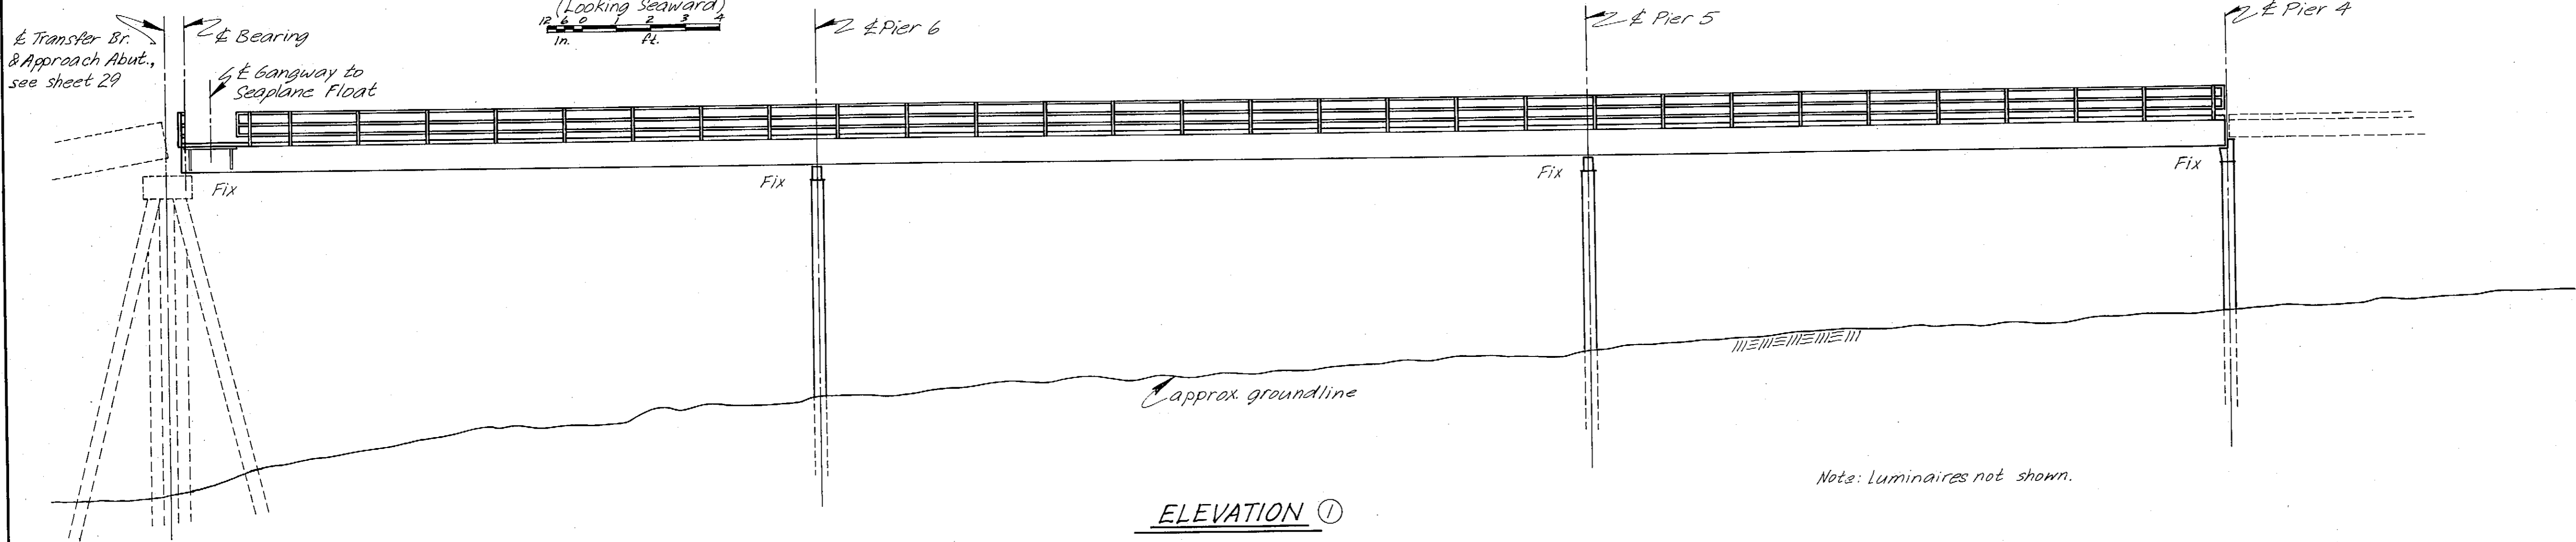 (Looking Seaward)
12 6 0 1 2 3 4
In. ft.
℄ Transfer Br.
& Approach Abut.,
see sheet 29
℄ Bearing
℄ Gangway to
Seaplane Float
℄ Pier 6
℄ Pier 5
℄ Pier 4
Fix
Fix
Fix
Fix
approx. groundline
Note: Luminaires not shown.
ELEVATION 1